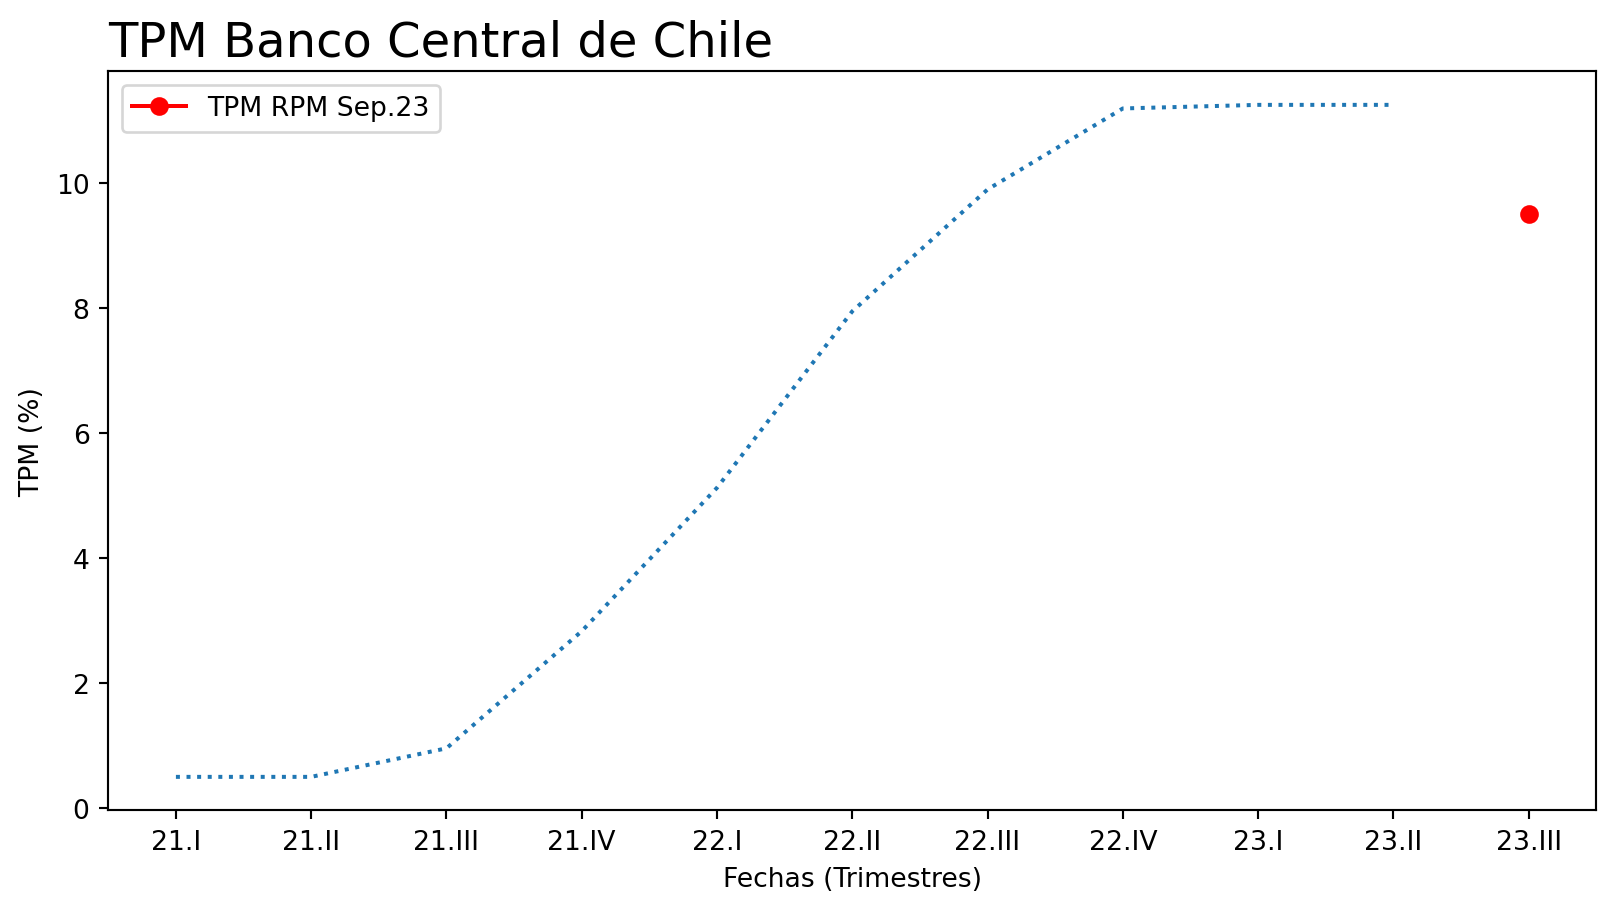 TPM Banco Central de Chile
TPM RPM Sep.23
10
8
6
4
2
0
TPM (%)
21.I 21.II 21.III 21.IV 22.I 22.II 22.III 22.IV 23.I 23.II 23.III
Fechas (Trimestres)